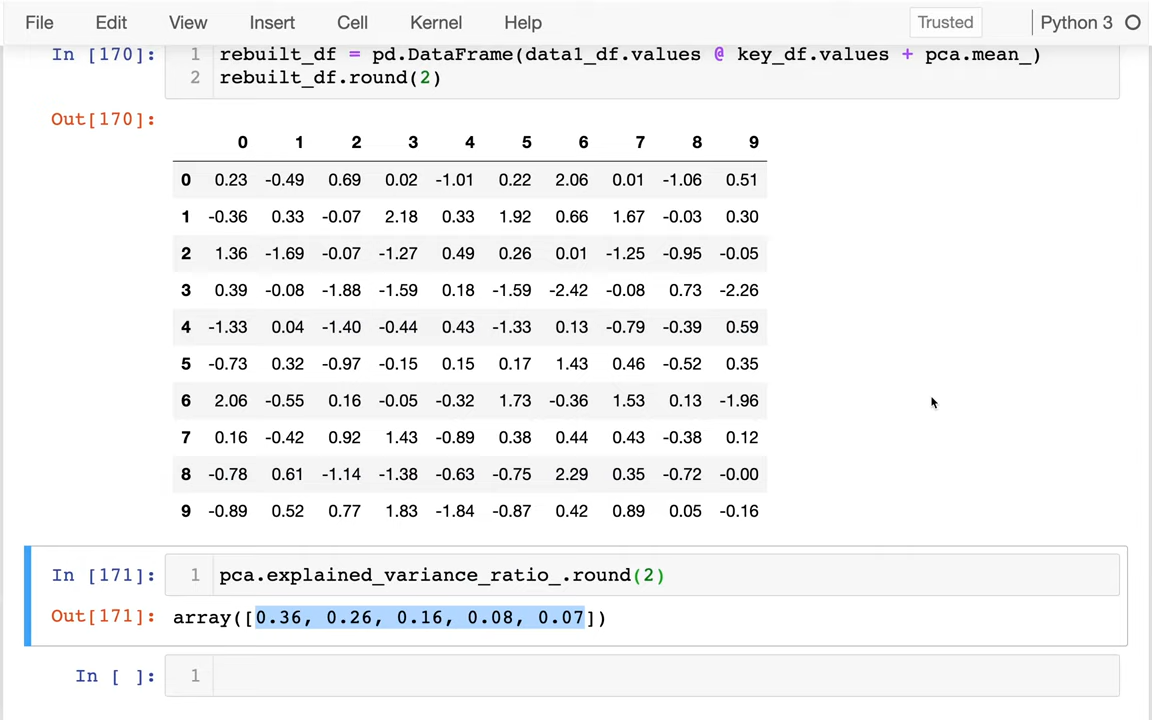 File Edit View Insert Cell Kernel Help Trusted Python 3
In [170]: 1 rebuilt_df = pd.DataFrame(data1_df.values @ key_df.values + pca.mean_)
2 rebuilt_df.round(2)
Out[170]:
0 1 2 3 4 5 6 7 8 9
0 0.23 -0.49 0.69 0.02 -1.01 0.22 2.06 0.01 -1.06 0.51
1 -0.36 0.33 -0.07 2.18 0.33 1.92 0.66 1.67 -0.03 0.30
2 1.36 -1.69 -0.07 -1.27 0.49 0.26 0.01 -1.25 -0.95 -0.05
3 0.39 -0.08 -1.88 -1.59 0.18 -1.59 -2.42 -0.08 0.73 -2.26
4 -1.33 0.04 -1.40 -0.44 0.43 -1.33 0.13 -0.79 -0.39 0.59
5 -0.73 0.32 -0.97 -0.15 0.15 0.17 1.43 0.46 -0.52 0.35
6 2.06 -0.55 0.16 -0.05 -0.32 1.73 -0.36 1.53 0.13 -1.96
7 0.16 -0.42 0.92 1.43 -0.89 0.38 0.44 0.43 -0.38 0.12
8 -0.78 0.61 -1.14 -1.38 -0.63 -0.75 2.29 0.35 -0.72 -0.00
9 -0.89 0.52 0.77 1.83 -1.84 -0.87 0.42 0.89 0.05 -0.16
In [171]: 1 pca.explained_variance_ratio_.round(2)
Out[171]: array([0.36, 0.26, 0.16, 0.08, 0.07])
In [ ]: 1